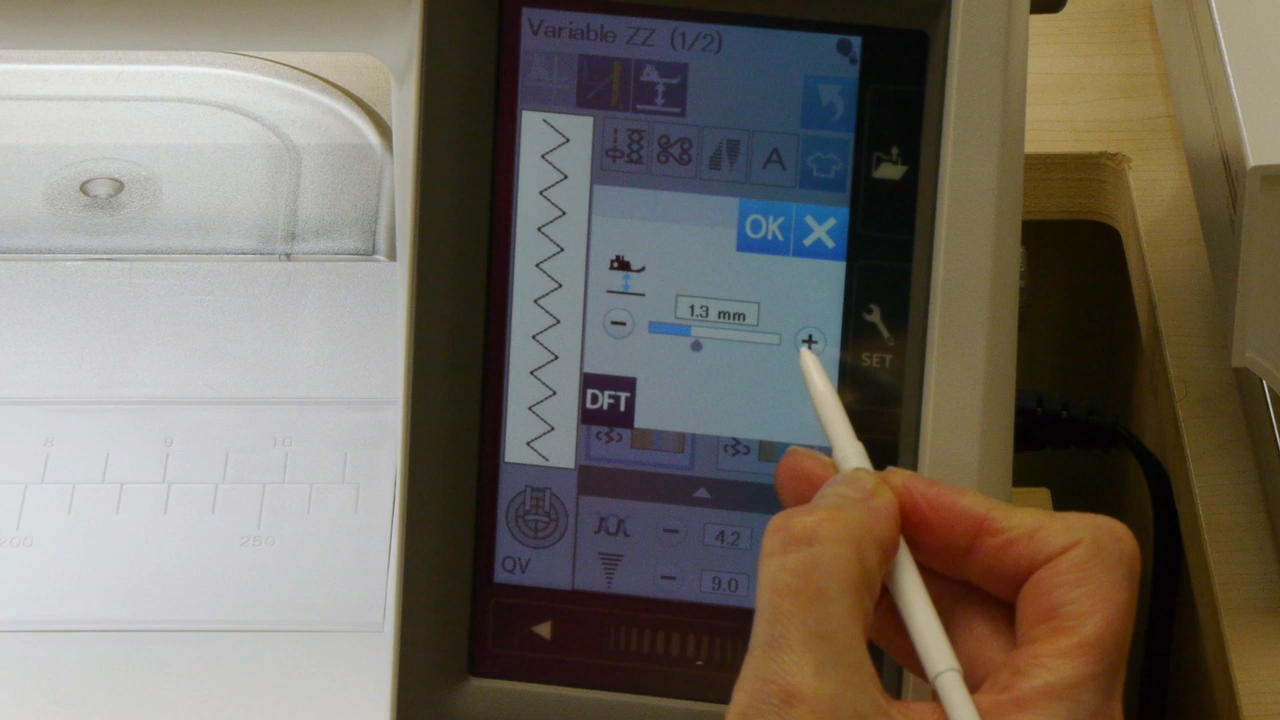 Variable ZZ (1/2)
A
OK
1.3 mm
SET
DFT
QV
4.2
9.0
8 9 10
200 250